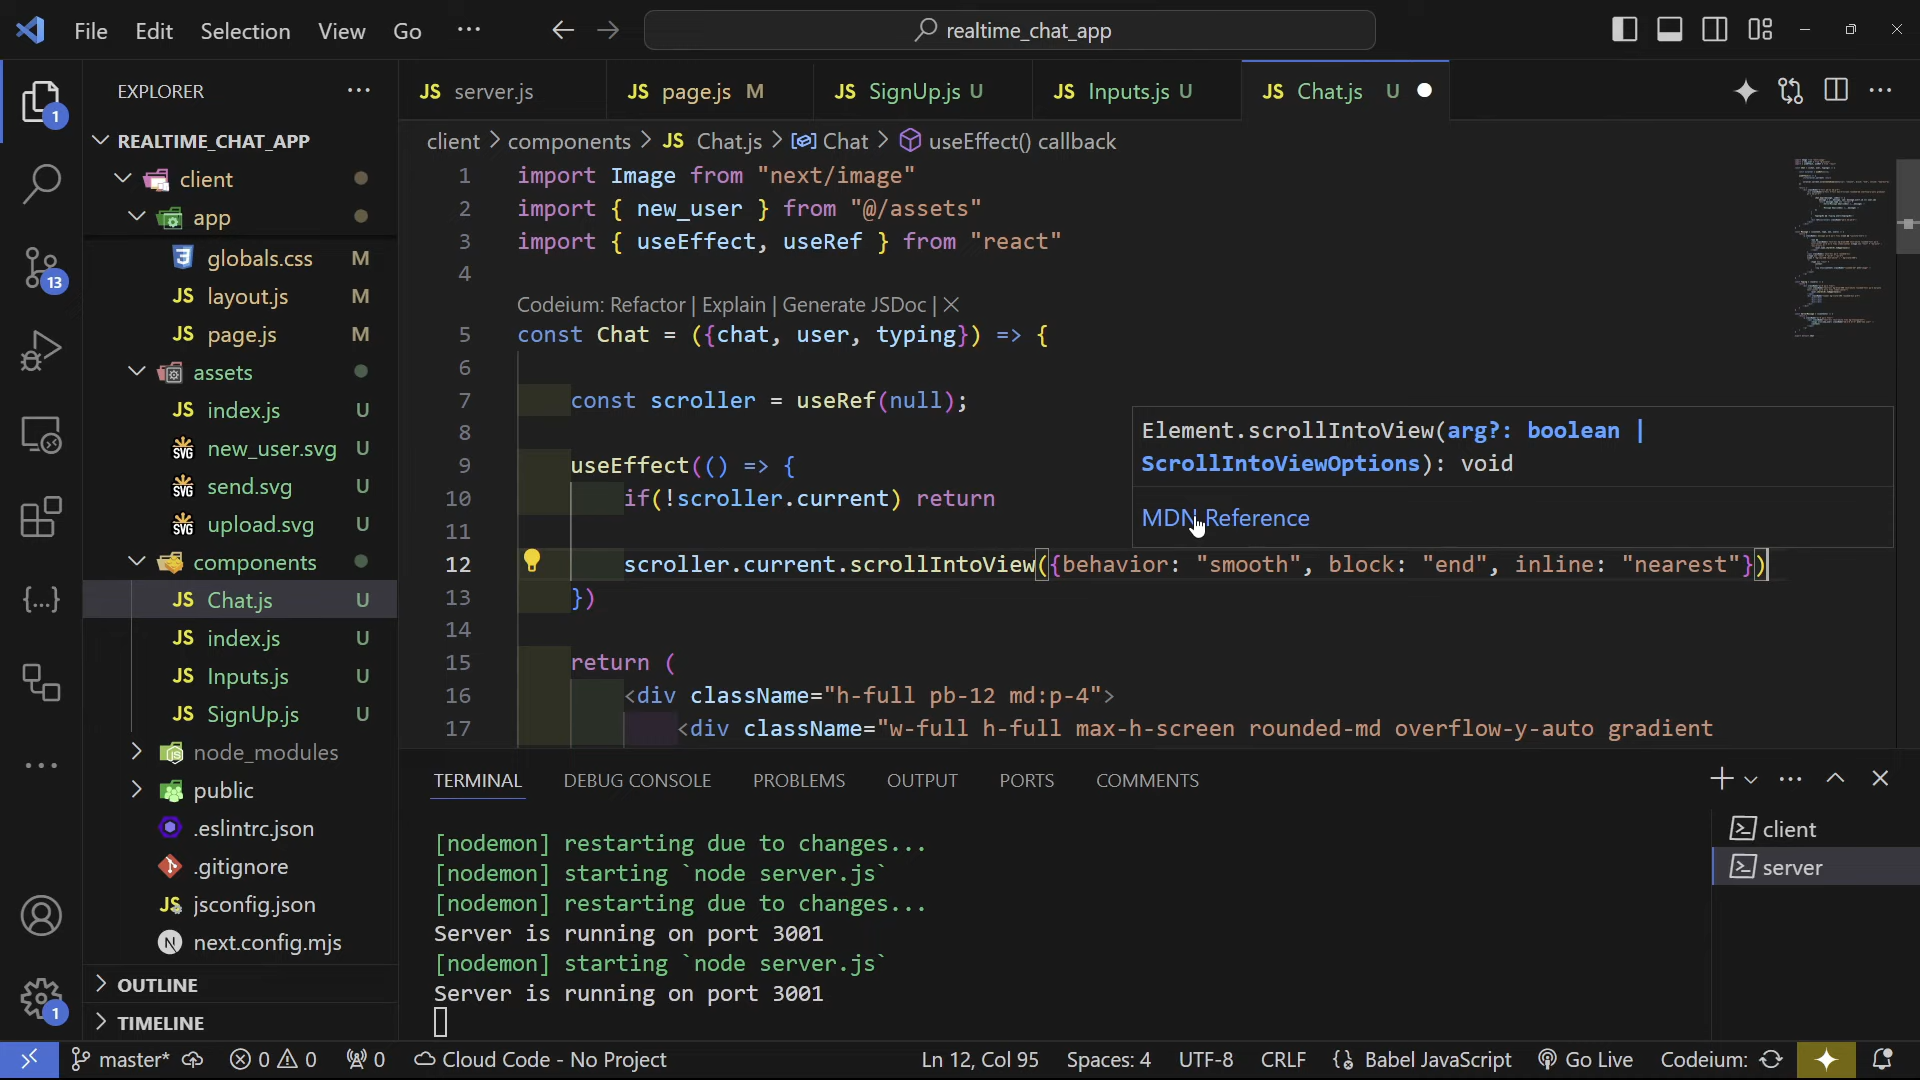 File Edit Selection View Go ··· realtime_chat_app
EXPLORER ···
REALTIME_CHAT_APP
client
app
globals.css M
layout.js M
page.js M
assets
index.js U
new_user.svg U
send.svg U
upload.svg U
components
Chat.js U
index.js U
Inputs.js U
SignUp.js U
node_modules
public
.eslintrc.json
.gitignore
jsconfig.json
next.config.mjs
OUTLINE
TIMELINE
1
13
1
JS server.js JS page.js M JS SignUp.js U JS Inputs.js U JS Chat.js U
client > components > JS Chat.js > Chat > useEffect() callback
1 import Image from "next/image"
2 import { new_user } from "@/assets"
3 import { useEffect, useRef } from "react"
4
Codeium: Refactor | Explain | Generate JSDoc | ×
5 const Chat = ({chat, user, typing}) => {
6
7 const scroller = useRef(null);
8
9 useEffect(() => {
10 if(!scroller.current) return
11
12 scroller.current.scrollIntoView({behavior: "smooth", block: "end", inline: "nearest"})
13 })
14
15 return (
16 <div className="h-full pb-12 md:p-4">
17 <div className="w-full h-full max-h-screen rounded-md overflow-y-auto gradient
Element.scrollIntoView(arg?: boolean |
ScrollIntoViewOptions): void
MDN Reference
TERMINAL DEBUG CONSOLE PROBLEMS OUTPUT PORTS COMMENTS
[nodemon] restarting due to changes...
[nodemon] starting `node server.js`
[nodemon] restarting due to changes...
Server is running on port 3001
[nodemon] starting `node server.js`
Server is running on port 3001
client
server
master* 0 0 0 Cloud Code - No Project Ln 12, Col 95 Spaces: 4 UTF-8 CRLF Babel JavaScript Go Live Codeium: